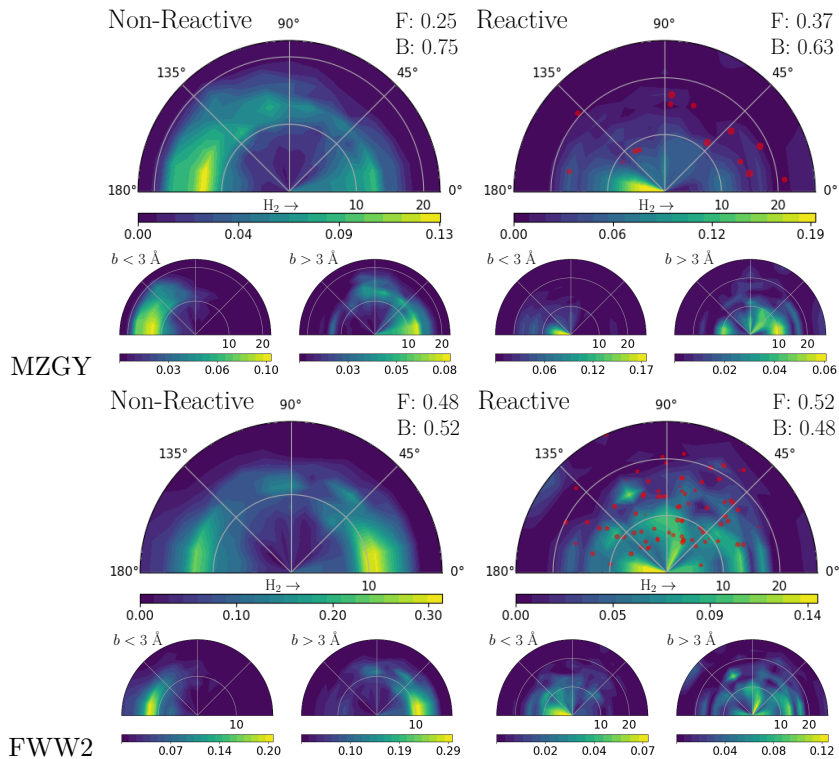 Non-Reactive 90° F: 0.25
B: 0.75
135° 45°
180° 0°
H₂ → 10 20
0.00 0.04 0.09 0.13
Reactive 90° F: 0.37
B: 0.63
135° 45°
180° 0°
H₂ → 10 20
0.00 0.06 0.12 0.19
b < 3 Å
10 20
0.03 0.06 0.10
b > 3 Å
10 20
0.03 0.05 0.08
b < 3 Å
10 20
0.06 0.12 0.17
b > 3 Å
10 20
0.02 0.04 0.06
MZGY
Non-Reactive 90° F: 0.48
B: 0.52
135° 45°
180° 0°
H₂ → 10
0.00 0.10 0.20 0.30
Reactive 90° F: 0.52
B: 0.48
135° 45°
180° 0°
H₂ → 10 20
0.00 0.05 0.09 0.14
b < 3 Å
10
0.07 0.14 0.20
b > 3 Å
10
0.10 0.19 0.29
b < 3 Å
10 20
0.02 0.04 0.07
b > 3 Å
10 20
0.04 0.08 0.12
FWW2